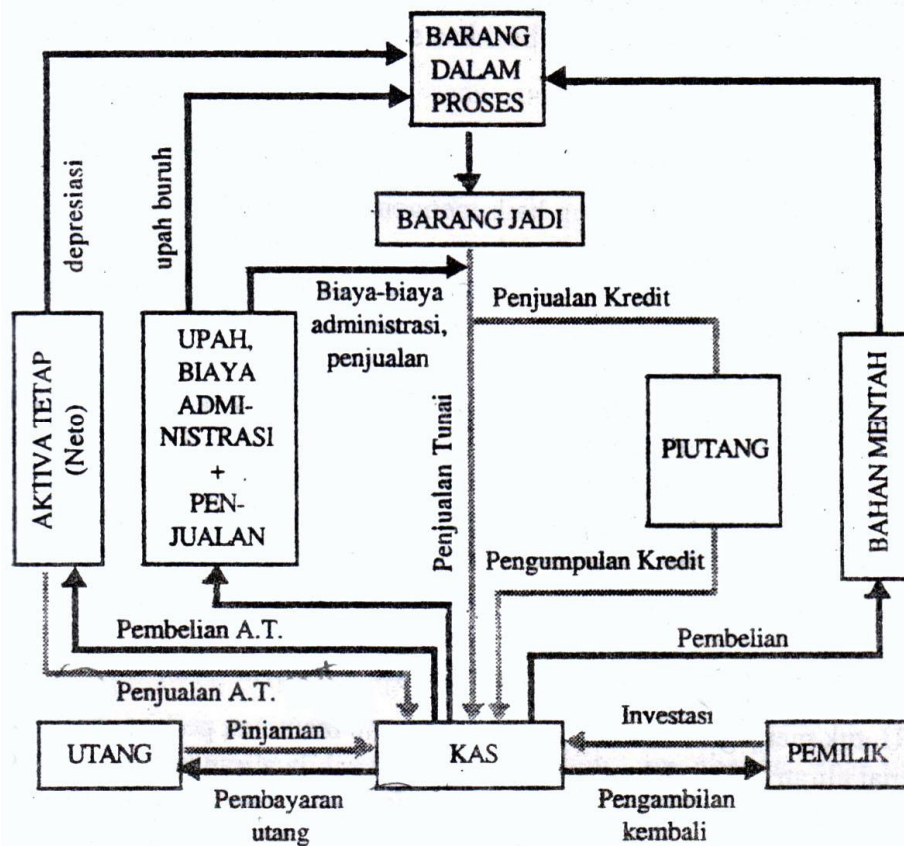 BARANG
DALAM
PROSES
depresiasi
upah buruh
BARANG JADI
Biaya-biaya
administrasi,
penjualan
Penjualan Kredit
AKTIVA TETAP
(Neto)
UPAH,
BIAYA
ADMI-
NISTRASI
+
PEN-
JUALAN
Penjualan Tunai
PIUTANG
BAHAN MENTAH
Pengumpulan Kredit
Pembelian A.T.
Pembelian
Penjualan A.T.
UTANG
Pinjaman
KAS
Investasi
PEMILIK
Pembayaran
utang
Pengambilan
kembali